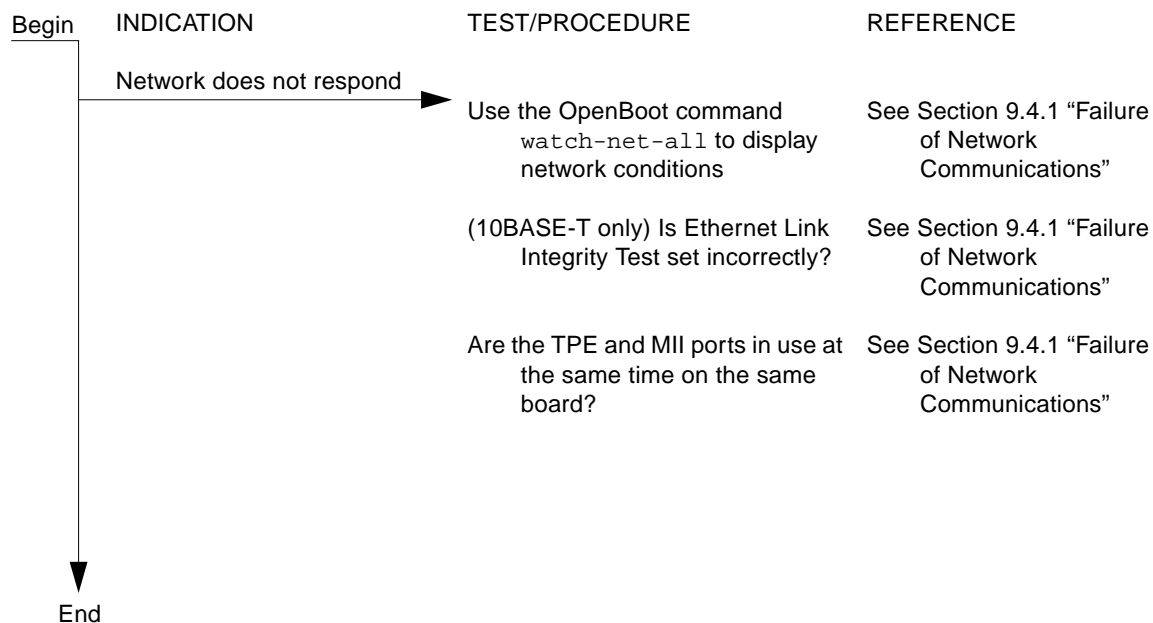 Begin
INDICATION
TEST/PROCEDURE
REFERENCE
Network does not respond
Use the OpenBoot command
watch-net-all to display
network conditions
See Section 9.4.1 “Failure
of Network
Communications”
(10BASE-T only) Is Ethernet Link
Integrity Test set incorrectly?
See Section 9.4.1 “Failure
of Network
Communications”
Are the TPE and MII ports in use at
the same time on the same
board?
See Section 9.4.1 “Failure
of Network
Communications”
End